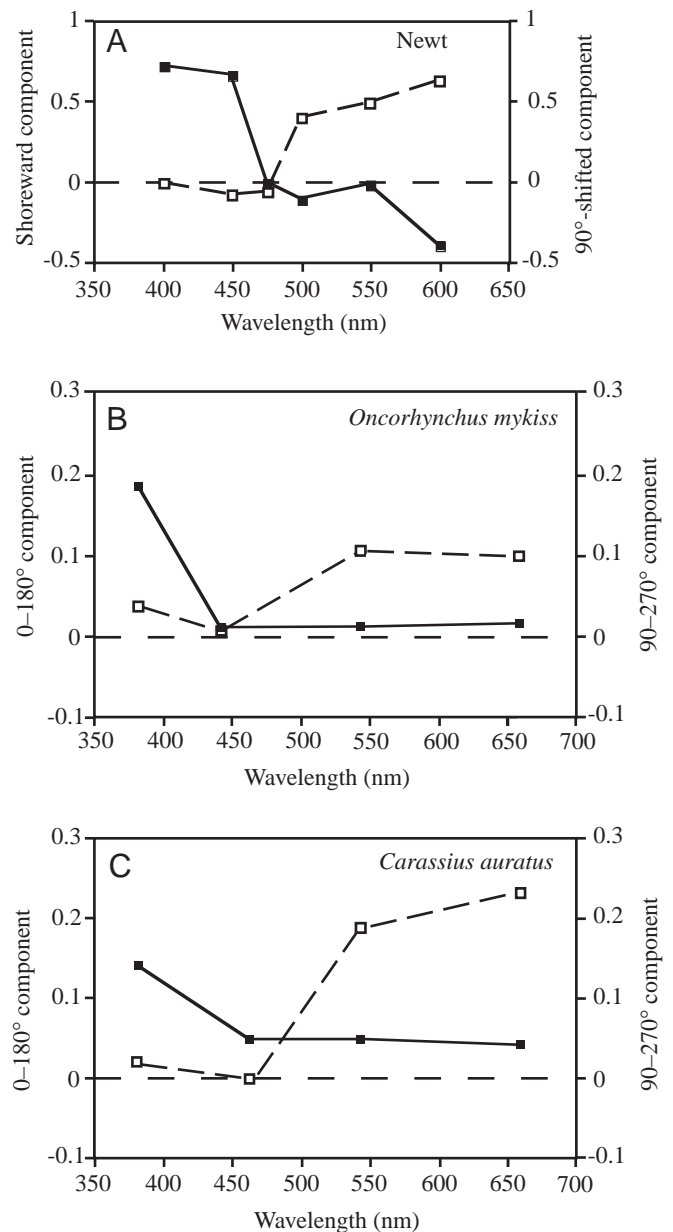 A
Newt
1
0.5
0
-0.5
1
0.5
0
-0.5
Shoreward component
90°-shifted component
350 400 450 500 550 600 650
Wavelength (nm)
B
Oncorhynchus mykiss
0.3
0.2
0.1
0
-0.1
0.3
0.2
0.1
0
-0.1
0–180° component
90–270° component
350 400 450 500 550 600 650 700
Wavelength (nm)
C
Carassius auratus
0.3
0.2
0.1
0
-0.1
0.3
0.2
0.1
0
-0.1
0–180° component
90–270° component
350 400 450 500 550 600 650 700
Wavelength (nm)